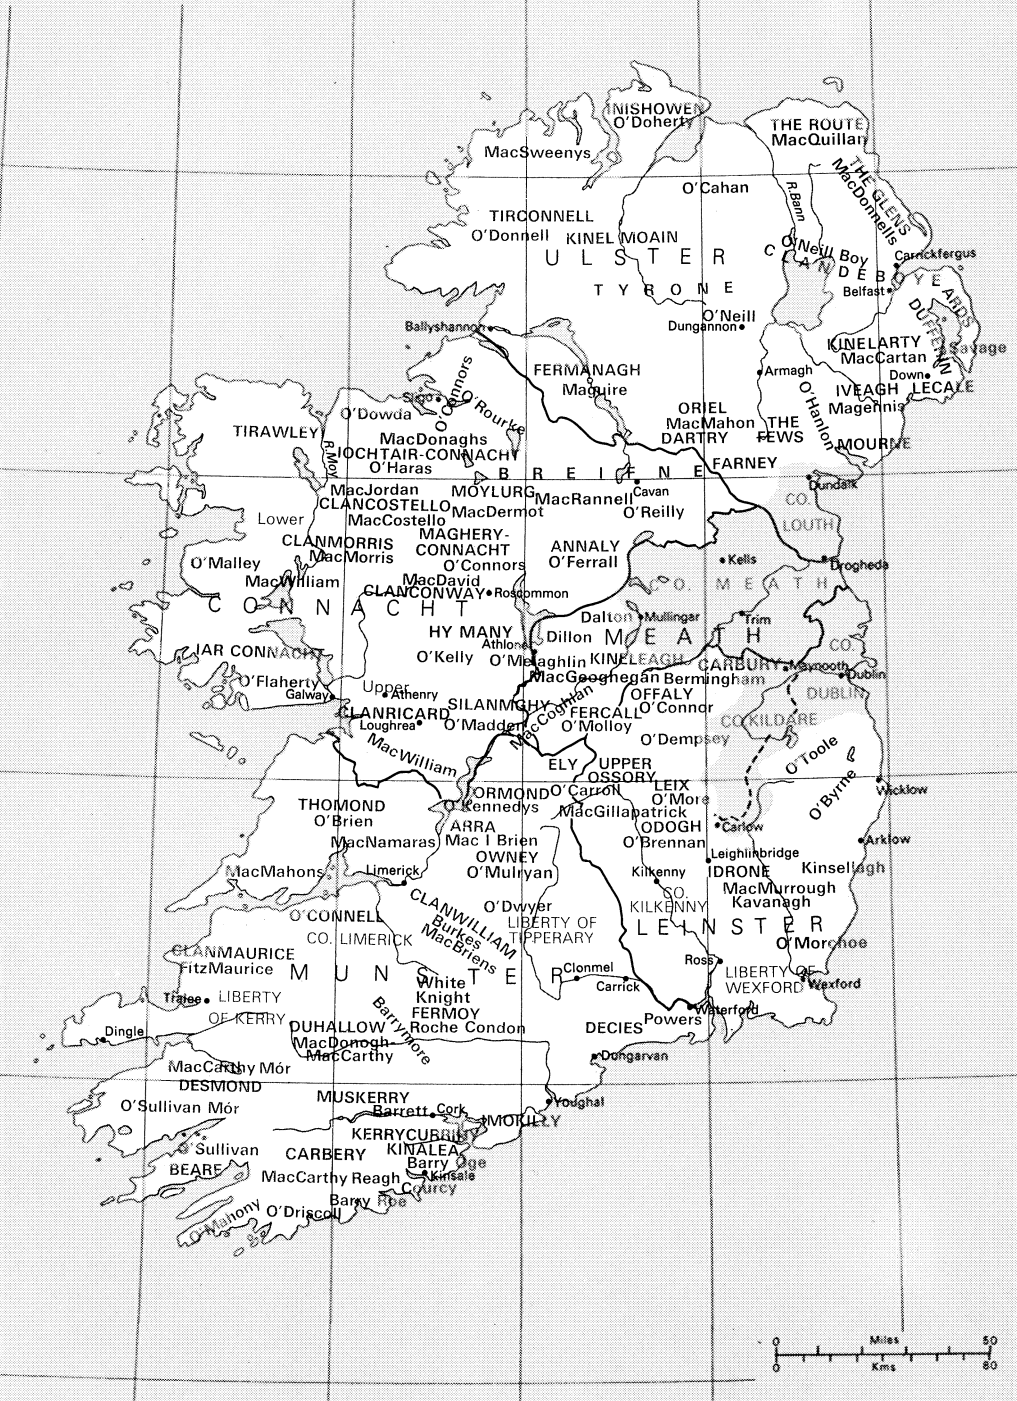 INISHOWEN
O'Doherty
THE ROUTE
MacQuillan
MacSweenys
THE GLENS
MacDonnells
O'Cahan
R.Bann
TIRCONNELL
O'Donnell
KINEL MOAIN
O'Neill Boy
CLANDEBOYE
Carrickfergus
ULSTER
TYRONE
Belfast
ARDS
DUFFERIN
O'Neill
Dungannon
Ballyshannon
KINELARTY
MacCartan
Savage
FERMANAGH
Maguire
Armagh
Down
O'Hanlon
IVEAGH
LECALE
Magennis
O'Connors
Sligo
O'Rourke
O'Dowda
ORIEL
MacMahon
DARTRY
THE
FEWS
MOURNE
TIRAWLEY
R.Moy
MacDonaghs
IOCHTAIR-CONNACHT
O'Haras
BREIFNE
FARNEY
Cavan
Dundalk
MacJordan
CLANCOSTELLO
MacCostello
MOYLURG
MacDermot
MacRannell
O'Reilly
CO.
LOUTH
Lower
CLANMORRIS
MacMorris
MAGHERY-
CONNACHT
O'Connors
ANNALY
O'Ferrall
Kells
Drogheda
O'Malley
MacWilliam
MacDavid
CLANCONWAY
Roscommon
CO. MEATH
CONNACHT
Dalton
Mullingar
Trim
HY MANY
Dillon
MEATH
Athlone
IAR CONNACHT
O'Kelly
O'Melaghlin
KINELEAGH
CARBURY
Maynooth
CO.
Dublin
DUBLIN
O'Flaherty
Galway
Upper
Athenry
MacGeoghegan
Bermingham
MacCoghlan
OFFALY
O'Connor
SILANMGHY
O'Madden
CLANRICARD
Loughrea
FERCALL
O'Molloy
CO KILDARE
O'Dempsey
MacWilliam
O'Toole
ELY
O'Carroll
UPPER
OSSORY
O'Byrne
Wicklow
THOMOND
O'Brien
ORMOND
O'Kennedys
LEIX
O'More
MacGillapatrick
MacNamaras
ARRA
Mac I Brien
ODOGH
O'Brennan
Carlow
Arklow
OWNEY
O'Mulryan
Leighlinbridge
MacMahons
Limerick
Kilkenny
IDRONE
Kinsellagh
MacMurrough
Kavanagh
CO.
KILKENNY
CLANWILLIAM
Burkes
MacBriens
O'Dwyer
LIBERTY OF
TIPPERARY
LEINSTER
O'CONNELL
CO. LIMERICK
O'Morchoe
CLANMAURICE
FitzMaurice
MUNSTER
White
Knight
Clonmel
Carrick
Ross
LIBERTY OF
WEXFORD
Wexford
Tralee
LIBERTY
OF KERRY
FERMOY
Roche Condon
Waterford
Powers
DECIES
Dingle
DUHALLOW
MacDonogh-
MacCarthy
Barrymore
Dungarvan
MacCarthy Mór
DESMOND
O'Sullivan Mór
MUSKERRY
Barrett
Cork
Youghal
IMOKILLY
KERRYCURRIHY
O'Sullivan
BEARE
CARBERY
KINALEA
Barry Oge
Kinsale
MacCarthy Reagh
Courcy
Barry Roe
O'Mahony
O'Driscoll
0 Miles 50
0 Kms 80